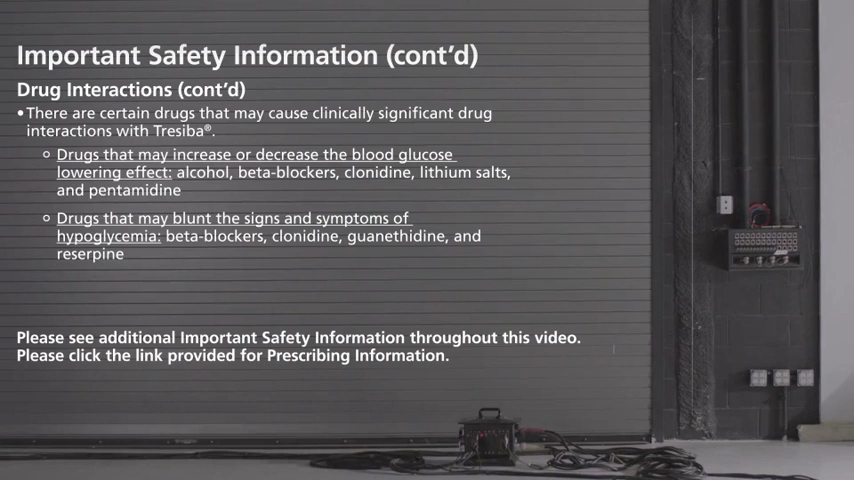 Important Safety Information (cont’d)
Drug Interactions (cont’d)
• There are certain drugs that may cause clinically significant drug
interactions with Tresiba®.
○ Drugs that may increase or decrease the blood glucose
lowering effect: alcohol, beta-blockers, clonidine, lithium salts,
and pentamidine
○ Drugs that may blunt the signs and symptoms of
hypoglycemia: beta-blockers, clonidine, guanethidine, and
reserpine
Please see additional Important Safety Information throughout this video.
Please click the link provided for Prescribing Information.